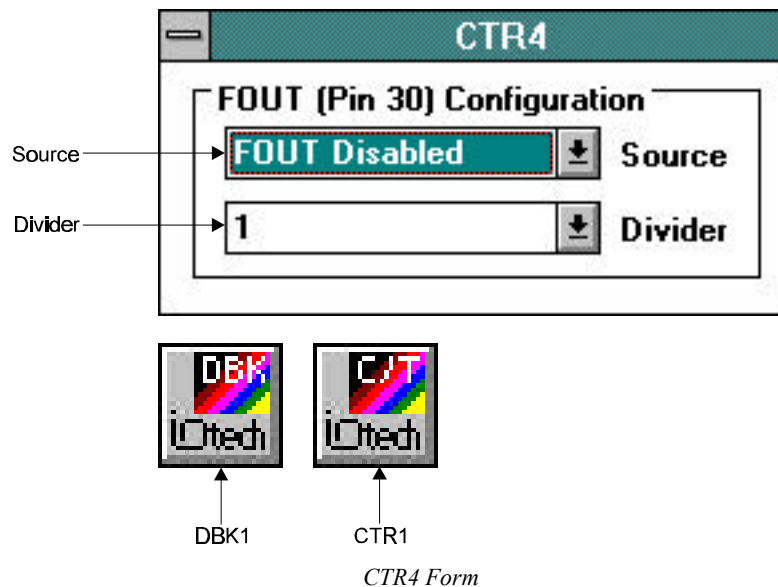 CTR4
FOUT (Pin 30) Configuration
Source
FOUT Disabled
Source
Divider
1
Divider
DBK
iOtech
C/T
iOtech
DBK1
CTR1
CTR4 Form